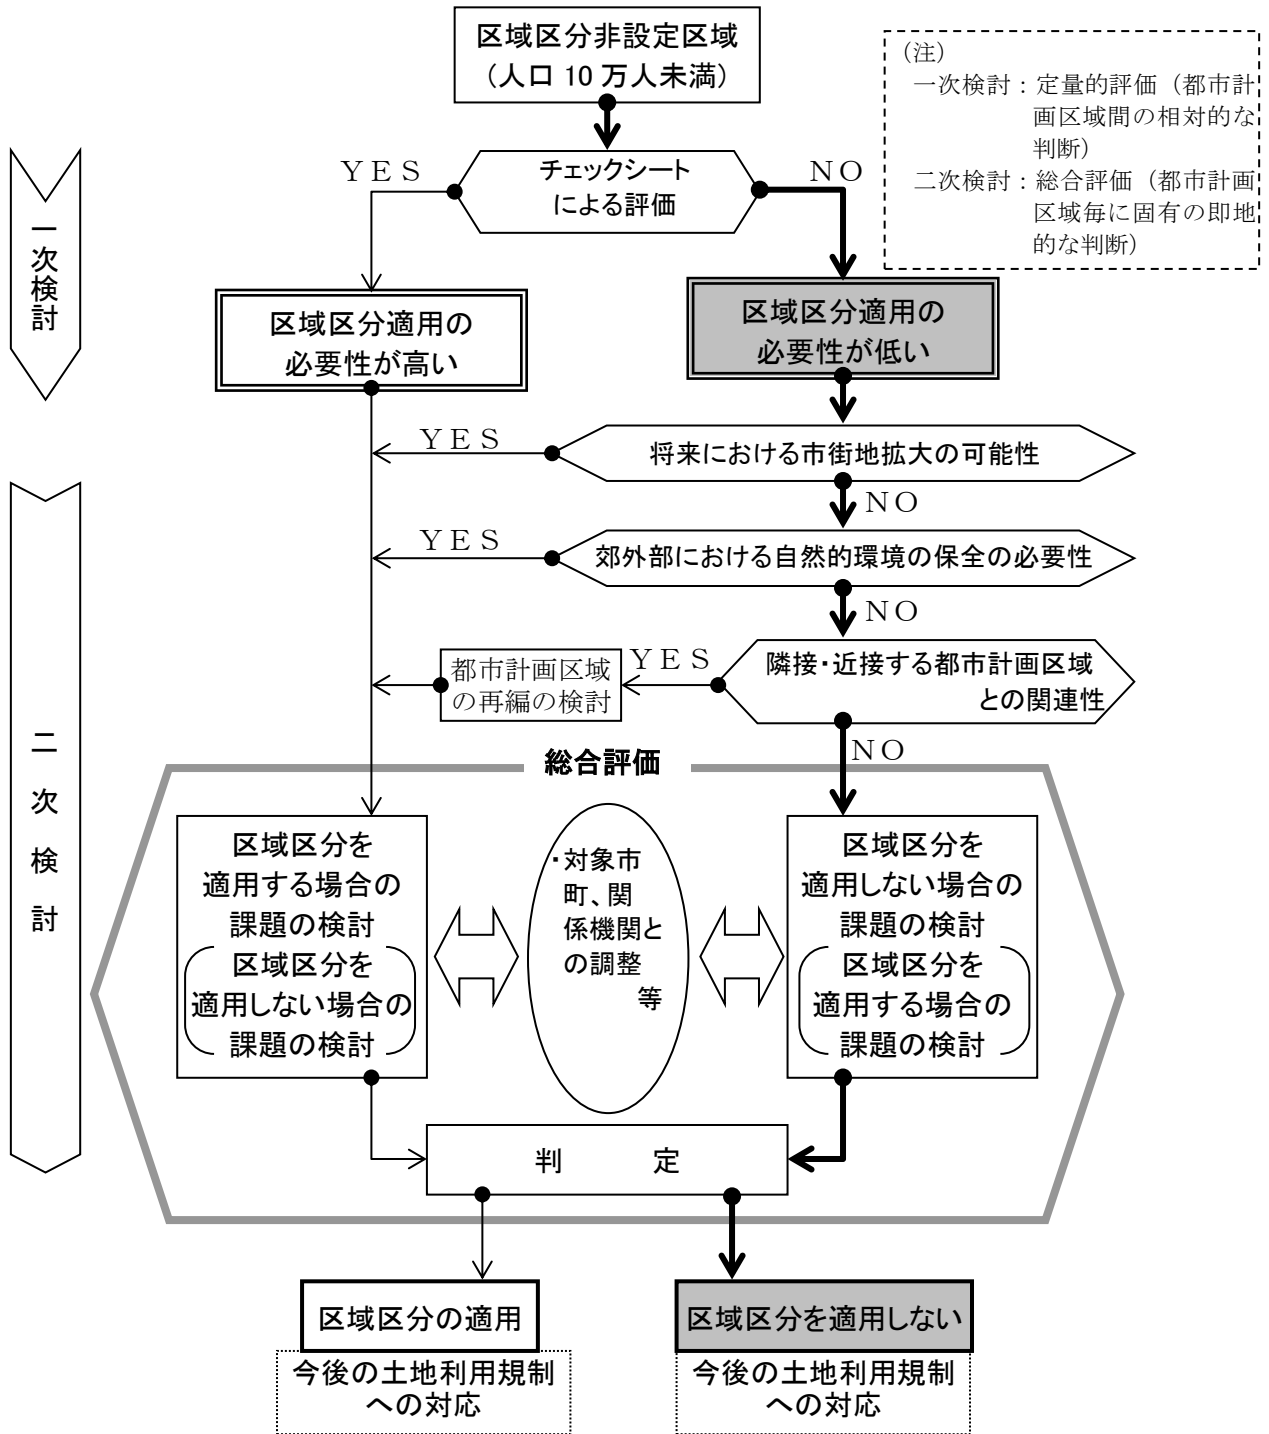 区域区分非設定区域
（人口 10 万人未満）
（注）
一次検討：定量的評価（都市計
画区域間の相対的な
判断）
二次検討：総合評価（都市計画
区域毎に固有の即地
的な判断）
一次検討
ＹＥＳ
チェックシート
による評価
ＮＯ
区域区分適用の
必要性が高い
区域区分適用の
必要性が低い
二次検討
ＹＥＳ
将来における市街地拡大の可能性
ＮＯ
ＹＥＳ
郊外部における自然的環境の保全の必要性
ＮＯ
都市計画区域
の再編の検討
ＹＥＳ
隣接・近接する都市計画区域
との関連性
ＮＯ
総合評価
区域区分を
適用する場合の
課題の検討
区域区分を
適用しない場合の
課題の検討
・対象市
町、関
係機関と
の調整
等
区域区分を
適用しない場合の
課題の検討
区域区分を
適用する場合の
課題の検討
判　定
区域区分の適用
今後の土地利用規制
への対応
区域区分を適用しない
今後の土地利用規制
への対応